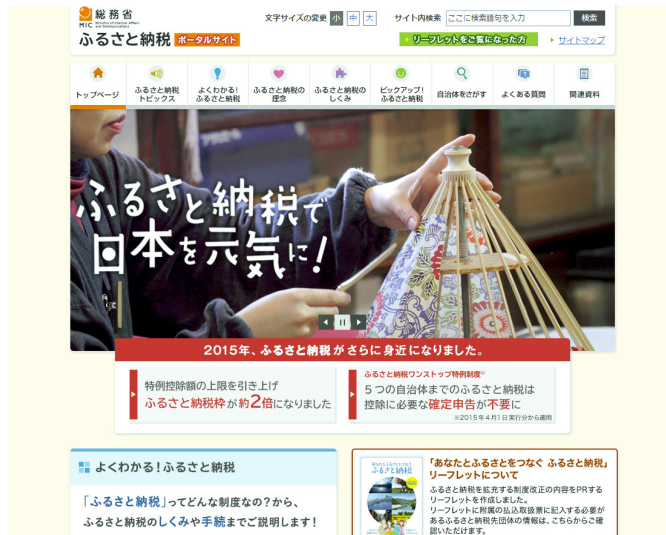 総務省
MIC Ministry of Internal Affairs and Communications
文字サイズの変更 小 中 大
サイト内検索 ここに検索語句を入力 検索
ふるさと納税 ポータルサイト
リーフレットをご覧になった方
サイトマップ
トップページ
ふるさと納税
トピックス
よくわかる!
ふるさと納税
ふるさと納税の
理念
ふるさと納税の
しくみ
ピックアップ!
ふるさと納税
自治体をさがす
よくある質問
関連資料
ふるさと納税で
日本を元気に!
2015年、ふるさと納税がさらに身近になりました。
特例控除額の上限を引き上げ
ふるさと納税枠が約2倍になりました
ふるさと納税ワンストップ特例制度※
5つの自治体までのふるさと納税は
控除に必要な確定申告が不要に
※2015年4月1日実行分から適用
よくわかる!ふるさと納税
「ふるさと納税」ってどんな制度なの?から、
ふるさと納税のしくみや手続までご説明します!
あなたとふるさとをつなぐ
ふるさと納税
「あなたとふるさとをつなぐ ふるさと納税」
リーフレットについて
ふるさと納税を拡充する制度改正の内容をPRする
リーフレットを作成しました。
リーフレットに附属の払込取扱票に記入する必要が
あるふるさと納税先団体の情報は、こちらからご確
認いただけます。